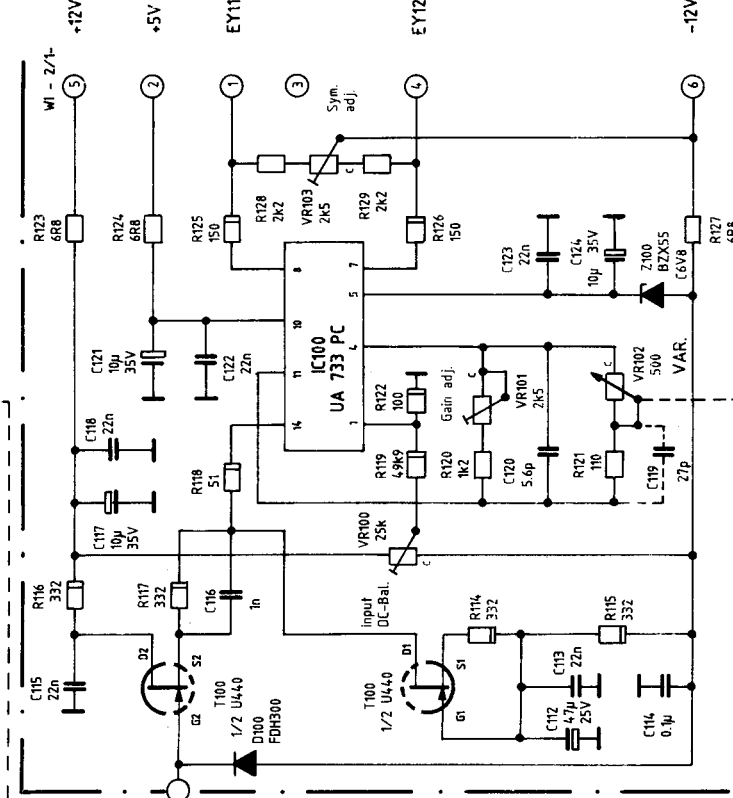 +12V
+5V
EY11
EY12
-12V
WI - 2/1-
5
2
1
3
4
6
Sym.
adj.
R123
6R8
R124
6R8
R125
150
R128
2k2
VR103
2k5
c
R129
2k2
R126
150
C123
22n
C124
10µ
35V
Z100
BZX55
C6V8
R127
6R8
8
7
10
5
11
4
14
1
IC100
UA 733 PC
C121
10µ
35V
C122
22n
C118
22n
C117
10µ
35V
R118
51
R122
100
R119
49k9
Gain adj.
c
VR101
2k5
R120
1k2
C120
5.6p
c
VR102
500
VAR.
R121
110
C119
27p
VR100
25k
c
input
DC-Bal.
R116
332
R117
332
C116
1n
C115
22n
D2
S2
G2
T100
1/2 U440
D100
FDH300
D1
S1
G1
T100
1/2 U440
R114
332
R115
332
C113
22n
C112
47µ
25V
C114
0.1µ